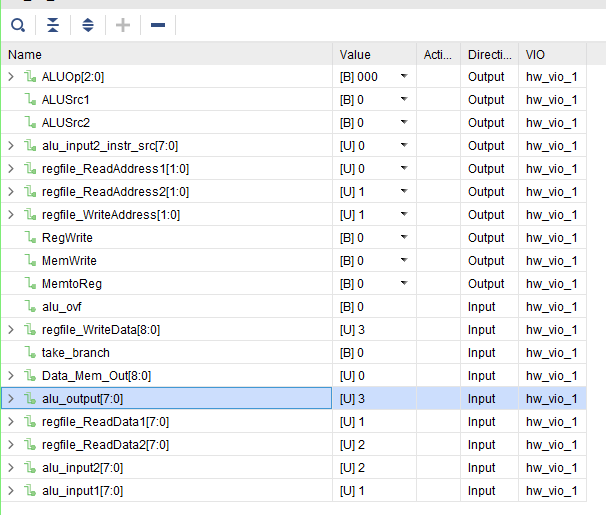 Name Value Acti... Directi... VIO
ALUOp[2:0] [B] 000 Output hw_vio_1
ALUSrc1 [B] 0 Output hw_vio_1
ALUSrc2 [B] 0 Output hw_vio_1
alu_input2_instr_src[7:0] [U] 0 Output hw_vio_1
regfile_ReadAddress1[1:0] [U] 0 Output hw_vio_1
regfile_ReadAddress2[1:0] [U] 1 Output hw_vio_1
regfile_WriteAddress[1:0] [U] 1 Output hw_vio_1
RegWrite [B] 0 Output hw_vio_1
MemWrite [B] 0 Output hw_vio_1
MemtoReg [B] 0 Output hw_vio_1
alu_ovf [B] 0 Input hw_vio_1
regfile_WriteData[8:0] [U] 3 Input hw_vio_1
take_branch [B] 0 Input hw_vio_1
Data_Mem_Out[8:0] [U] 0 Input hw_vio_1
alu_output[7:0] [U] 3 Input hw_vio_1
regfile_ReadData1[7:0] [U] 1 Input hw_vio_1
regfile_ReadData2[7:0] [U] 2 Input hw_vio_1
alu_input2[7:0] [U] 2 Input hw_vio_1
alu_input1[7:0] [U] 1 Input hw_vio_1